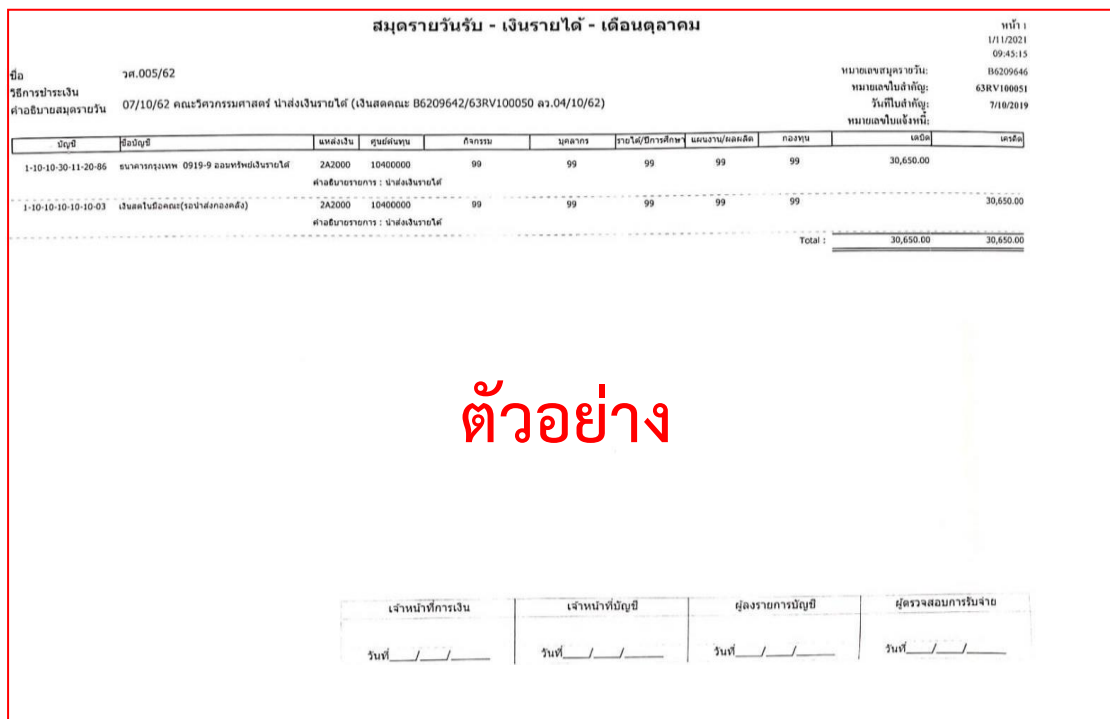 สมุดรายวันรับ - เงินรายได้ - เดือนตุลาคม
หน้า 1
1/11/2021
09:45:15
ชื่อ วศ.005/62
หมายเลขสมุดรายวัน: B6209646
วิธีการชำระเงิน
หมายเลขใบสำคัญ: 63RV100051
คำอธิบายสมุดรายวัน 07/10/62 คณะวิศวกรรมศาสตร์ นำส่งเงินรายได้ (เงินสดคณะ B6209642/63RV100050 ลว.04/10/62)
วันที่ใบสำคัญ: 7/10/2019
หมายเลขใบแจ้งหนี้:
บัญชี ชื่อบัญชี แหล่งเงิน ศูนย์ต้นทุน กิจกรรม บุคลากร รายได้/ปีการศึกษา แผนงาน/ผลผลิต กองทุน เดบิต เครดิต
1-10-10-30-11-20-86 ธนาคารกรุงเทพ 0919-9 ออมทรัพย์เงินรายได้ 2A2000 10400000 99 99 99 99 99 30,650.00
คำอธิบายรายการ : นำส่งเงินรายได้
1-10-10-10-10-10-03 เงินสดในมือคณะ(รอนำส่งกองคลัง) 2A2000 10400000 99 99 99 99 99 30,650.00
คำอธิบายรายการ : นำส่งเงินรายได้
Total : 30,650.00 30,650.00
ตัวอย่าง
เจ้าหน้าที่การเงิน เจ้าหน้าที่บัญชี ผู้ลงรายการบัญชี ผู้ตรวจสอบการรับจ่าย
วันที่____/____/______ วันที่____/____/______ วันที่____/____/______ วันที่____/____/______